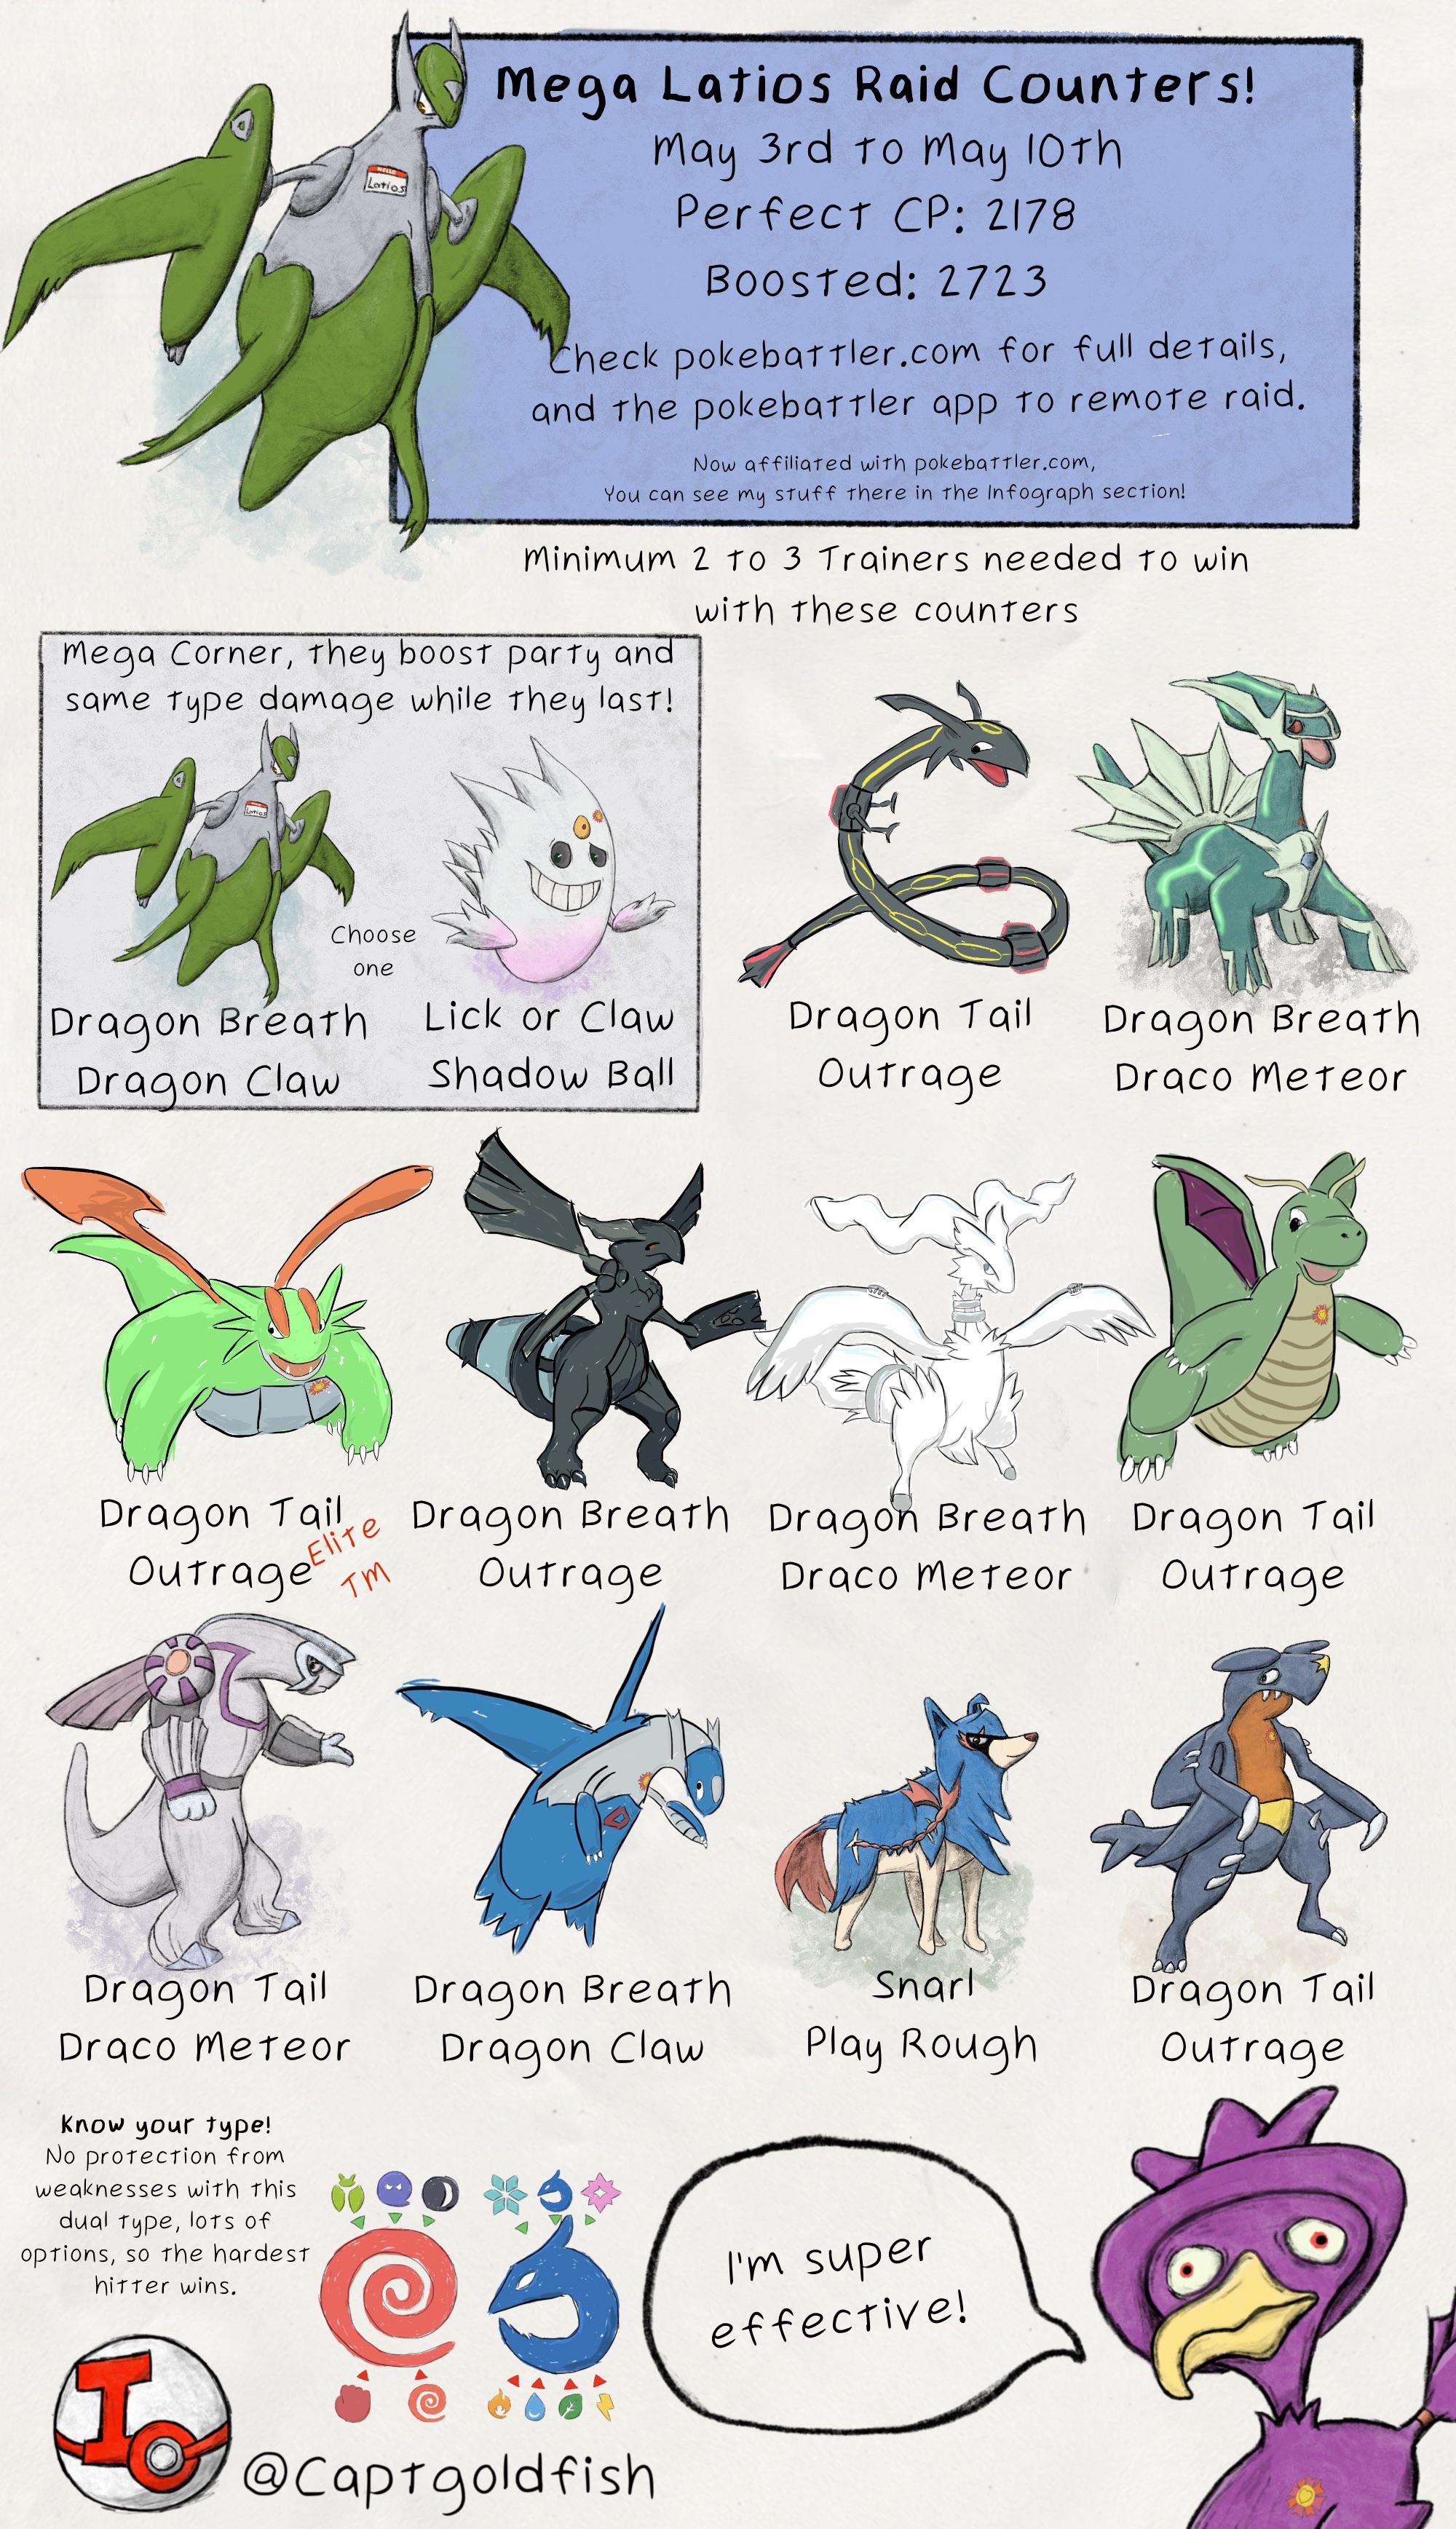 Mega Latios Raid Counters!
May 3rd to May 10th
Perfect CP: 2178
Boosted: 2723
Check pokebattler.com for full details,
and the pokebattler app to remote raid.
Now affiliated with pokebattler.com,
You can see my stuff there in the Infograph section!
HELLO
Latios
Minimum 2 to 3 Trainers needed to win
with these counters
Mega Corner, they boost party and
same type damage while they last!
Latios
Choose
one
Dragon Breath
Dragon Claw
Lick or Claw
Shadow Ball
Dragon Tail
Outrage
Dragon Breath
Draco Meteor
Dragon Tail
Outrage
Elite
TM
Dragon Breath
Outrage
Dragon Breath
Draco Meteor
Dragon Tail
Outrage
Dragon Tail
Draco Meteor
Dragon Breath
Dragon Claw
Snarl
Play Rough
Dragon Tail
Outrage
Know your type!
No protection from
weaknesses with this
dual type, lots of
options, so the hardest
hitter wins.
I'm super
effective!
I
@Captgoldfish